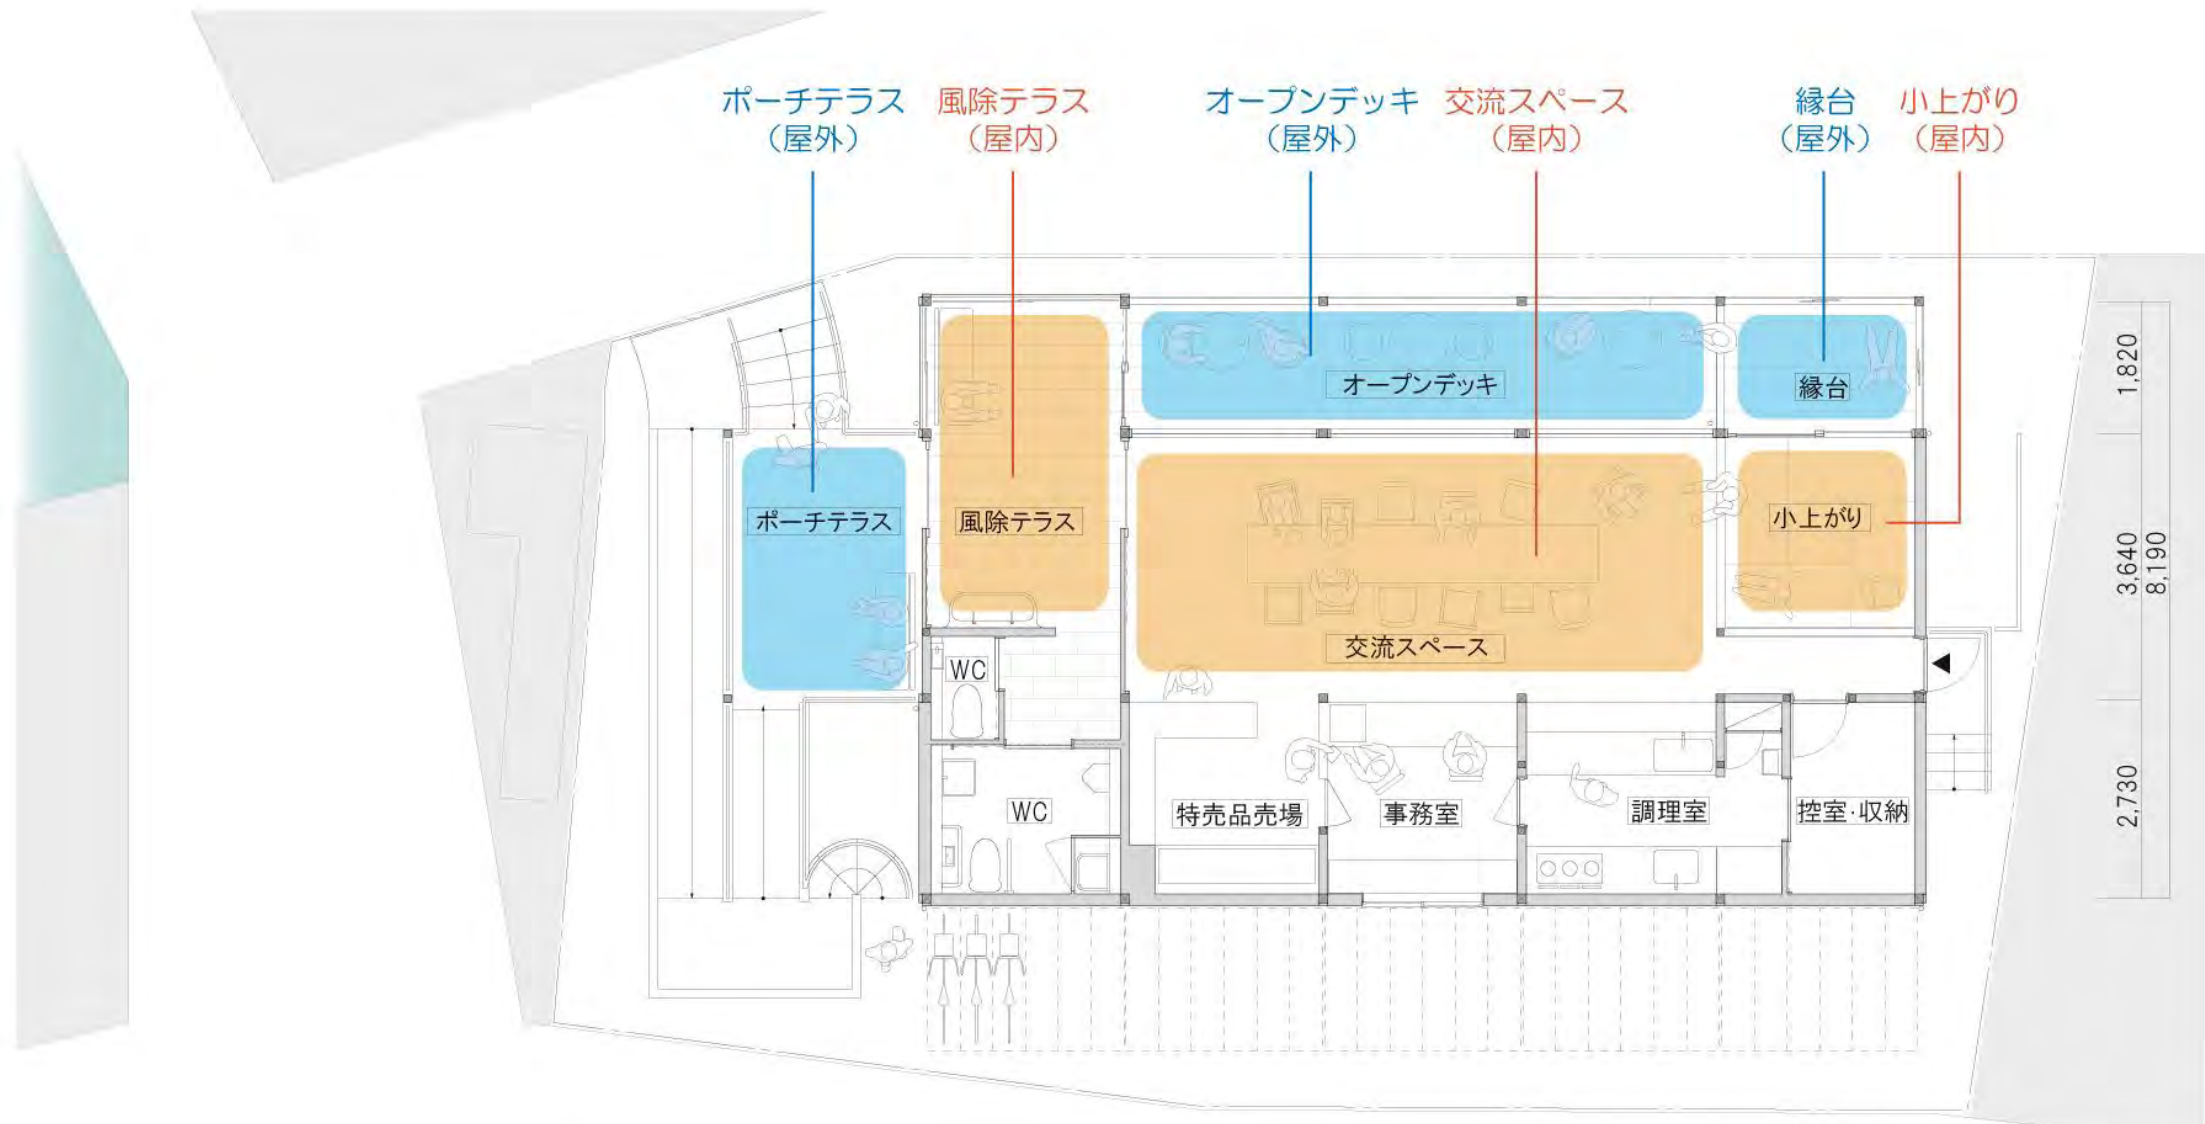 ポーチテラス
（屋外）
風除テラス
（屋内）
オープンデッキ
（屋外）
交流スペース
（屋内）
縁台
（屋外）
小上がり
（屋内）
オープンデッキ
縁台
1,820
ポーチテラス
風除テラス
小上がり
3,640
8,190
交流スペース
WC
WC
特売品売場
事務室
調理室
控室・収納
2,730